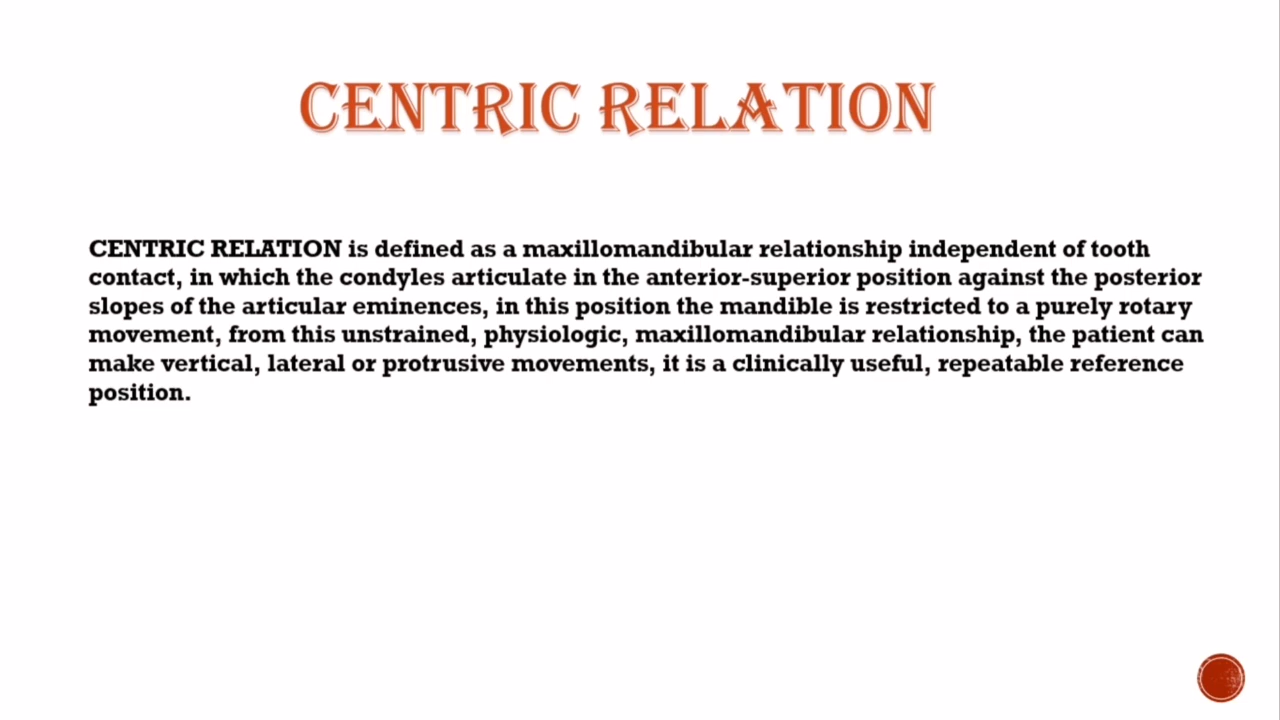 CENTRIC RELATION
CENTRIC RELATION is defined as a maxillomandibular relationship independent of tooth
contact, in which the condyles articulate in the anterior-superior position against the posterior
slopes of the articular eminences, in this position the mandible is restricted to a purely rotary
movement, from this unstrained, physiologic, maxillomandibular relationship, the patient can
make vertical, lateral or protrusive movements, it is a clinically useful, repeatable reference
position.